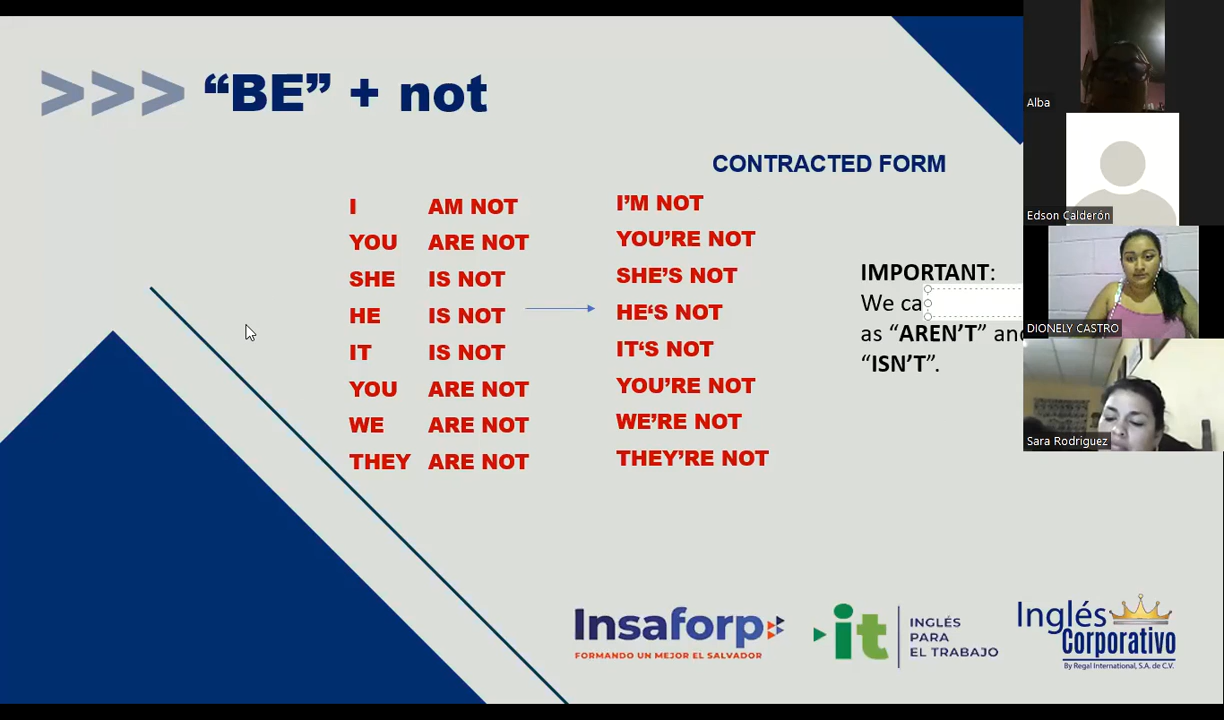 >>> “BE” + not
CONTRACTED FORM
I AM NOT I’M NOT
YOU ARE NOT YOU’RE NOT
SHE IS NOT SHE’S NOT
HE IS NOT HE‘S NOT
IT IS NOT IT‘S NOT
YOU ARE NOT YOU’RE NOT
WE ARE NOT WE’RE NOT
THEY ARE NOT THEY’RE NOT
IMPORTANT:
We ca
as “AREN’T” and
“ISN’T”.
Alba
Edson Calderón
DIONELY CASTRO
Sara Rodriguez
Insaforp
FORMANDO UN MEJOR EL SALVADOR
it
INGLÉS
PARA
EL TRABAJO
Inglés
Corporativo
By Regal International, S.A. de C.V.